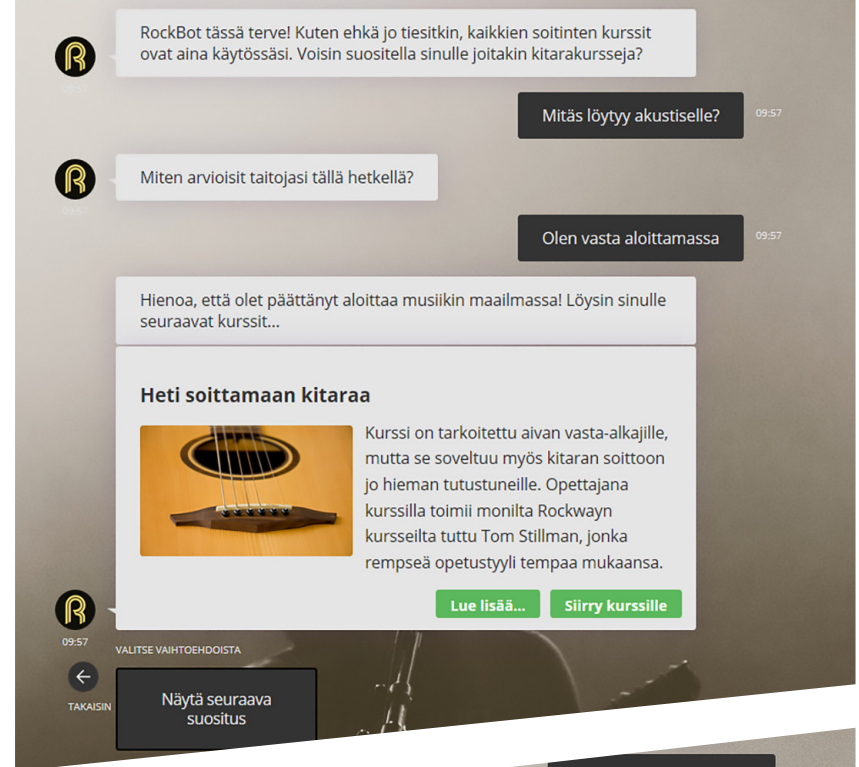 RockBot tässä terve! Kuten ehkä jo tiesitkin, kaikkien soitinten kurssit
ovat aina käytössäsi. Voisin suositella sinulle joitakin kitarakursseja?
Mitäs löytyy akustiselle?
09:57
Miten arvioisit taitojasi tällä hetkellä?
09:57
Olen vasta aloittamassa
09:57
Hienoa, että olet päättänyt aloittaa musiikin maailmassa! Löysin sinulle
seuraavat kurssit...
Heti soittamaan kitaraa
Kurssi on tarkoitettu aivan vasta-alkajille,
mutta se soveltuu myös kitaran soittoon
jo hieman tutustuneille. Opettajana
kurssilla toimii monilta Rockwayn
kursseilta tuttu Tom Stillman, jonka
rempseä opetustyyli tempaa mukaansa.
Lue lisää...
Siirry kurssille
09:57
VALITSE VAIHTOEHDOISTA
TAKAISIN
Näytä seuraava
suositus